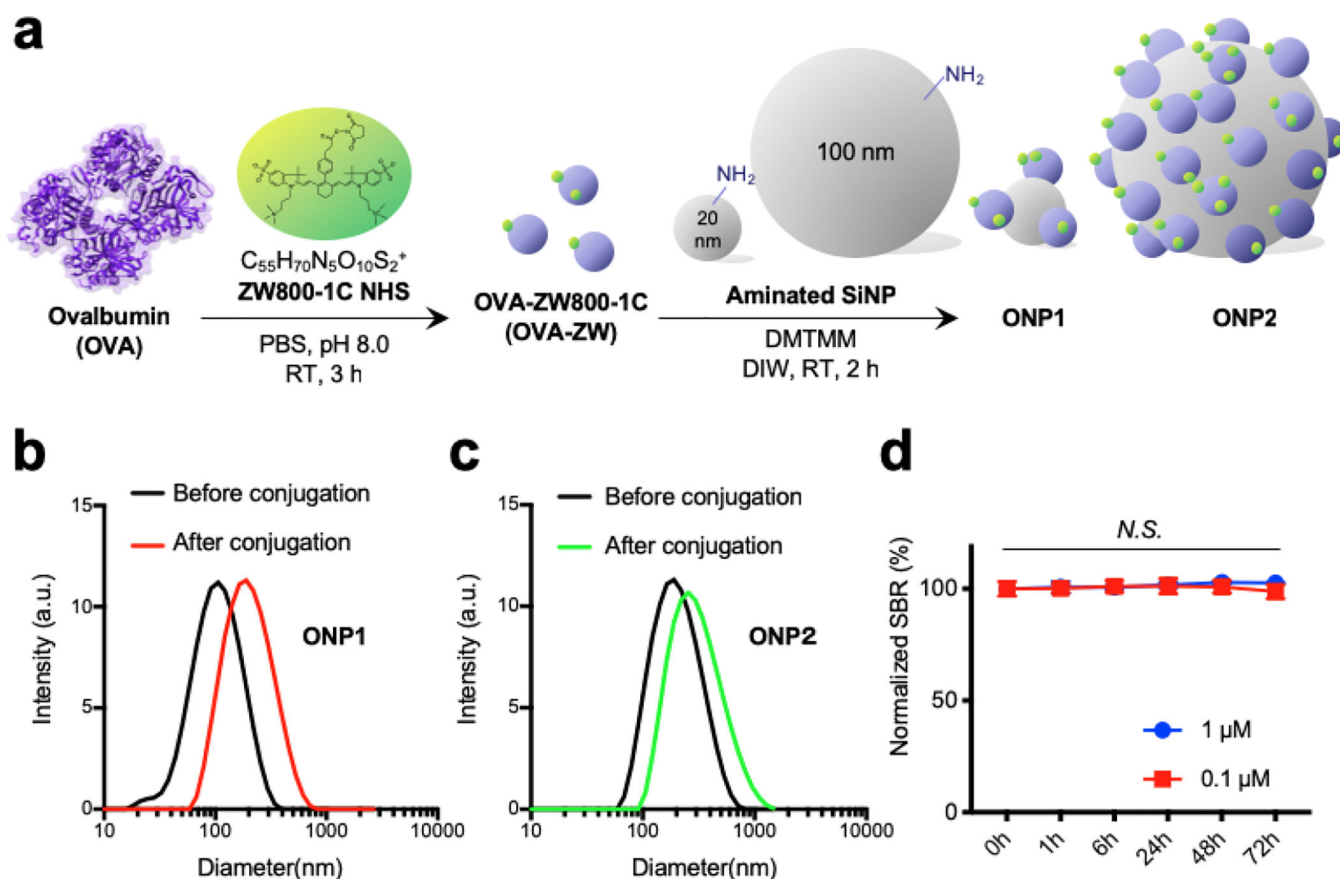 a
Ovalbumin
(OVA)
C₅₅H₇₀N₅O₁₀S₂⁺
ZW800-1C NHS
PBS, pH 8.0
RT, 3 h
OVA-ZW800-1C
(OVA-ZW)
NH₂
20
nm
NH₂
100 nm
Aminated SiNP
DMTMM
DIW, RT, 2 h
ONP1
ONP2
b
Before conjugation
After conjugation
ONP1
Intensity (a.u.)
15
10
5
0
10
100
1000
10000
Diameter(nm)
c
Before conjugation
After conjugation
ONP2
Intensity (a.u.)
15
10
5
0
10
100
1000
10000
Diameter(nm)
d
N.S.
Normalized SBR (%)
100
50
0
1 µM
0.1 µM
0h
1h
6h
24h
48h
72h